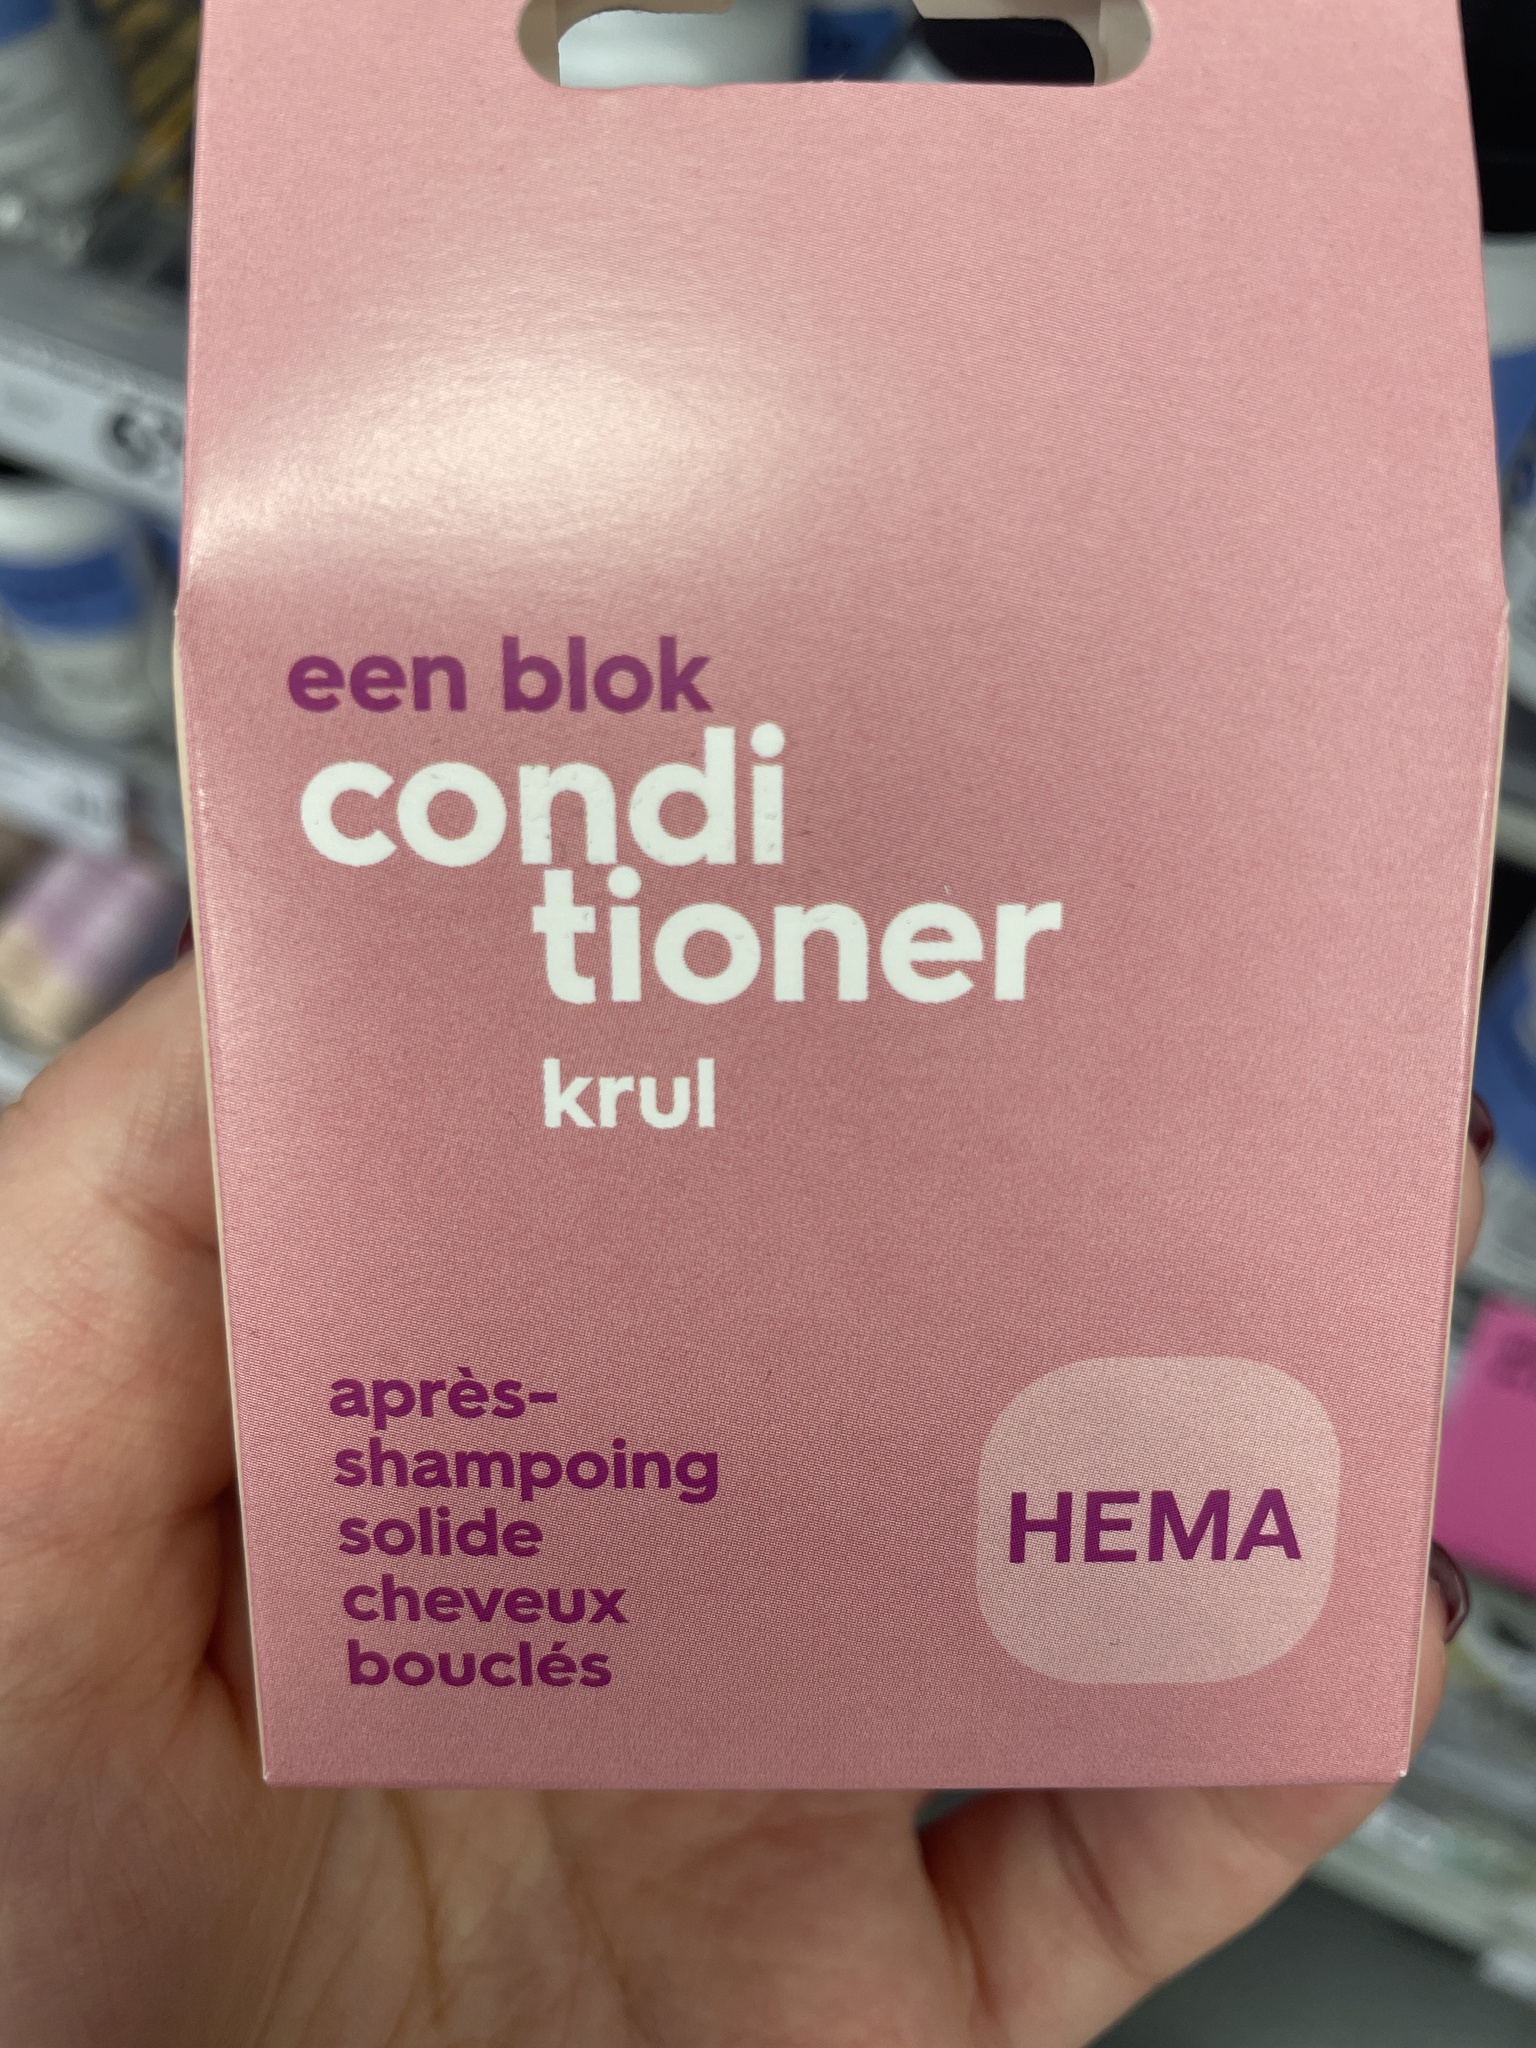 een blok
condi
tioner
krul
après-
shampoing
solide
cheveux
bouclés
HEMA